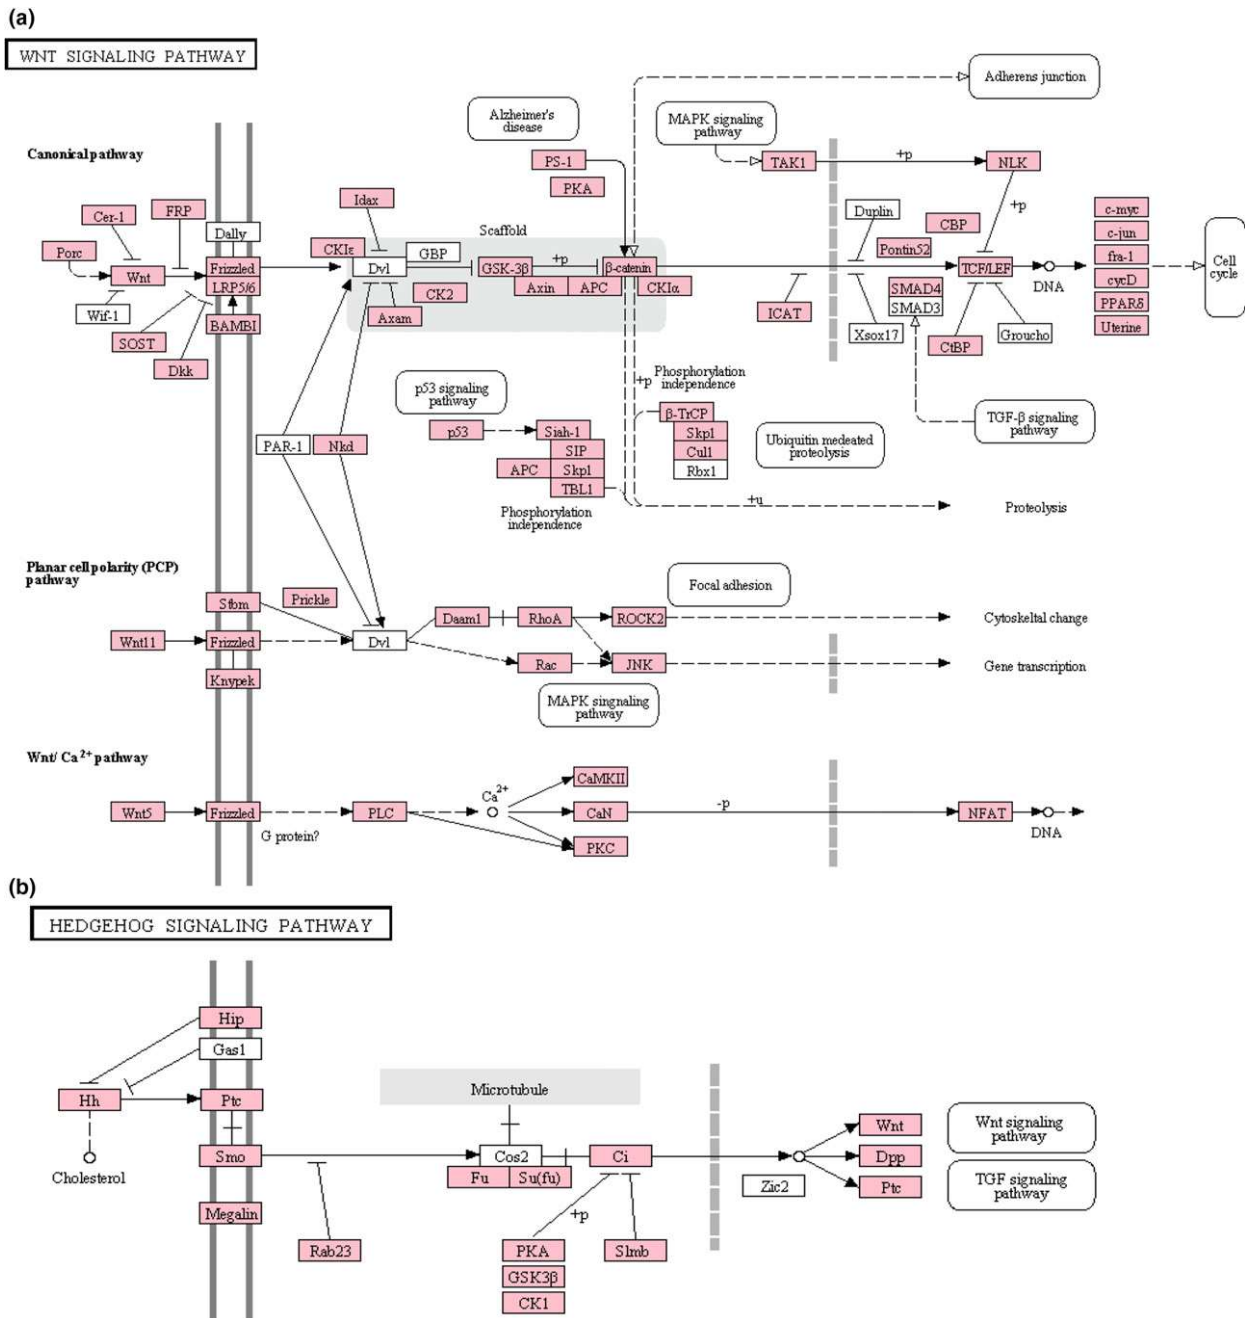 (a)
WNT SIGNALING PATHWAY
Adherens junction
Alzheimer's
disease
MAPK signaling
pathway
Canonical pathway
PS-1
TAK1
+p
NLK
PKA
Idax
Cer-1
FRP
Dally
Scaffold
Duplin
CBP
+p
c-myc
c-jun
fra-1
cycD
PPARδ
Uterine
Cell
cycle
Porc
Wnt
Frizzled
LRP5/6
CKIε
Dvl
GBP
GSK-3β
+p
β-catenin
Axin
APC
CKIα
CK2
Axam
Pontin52
TCF/LEF
DNA
SMAD4
SMAD3
Wif-1
BAMBI
SOST
Dkk
ICAT
Xsox17
CtBP
Groucho
p53 signaling
pathway
+p
Phosphorylation
independence
TGF-β signaling
pathway
PAR-1
Nkd
p53
Siah-1
SIP
APC
Skp1
TBL1
β-TrCP
Skp1
Cul1
Rbx1
Ubiquitin medeated
proteolysis
Phosphorylation
independence
+u
Proteolysis
Planar cell polarity (PCP)
pathway
Focal adhesion
Stbm
Prickle
Daam1
RhoA
ROCK2
Cytoskeltal change
Wnt11
Frizzled
Dvl
Rac
JNK
Gene transcription
Knypek
MAPK singnaling
pathway
Wnt/ Ca2+ pathway
Wnt5
Frizzled
G protein?
PLC
Ca2+
CaMKII
CaN
PKC
-p
NFAT
DNA
(b)
HEDGEHOG SIGNALING PATHWAY
Hip
Gas1
Hh
Ptc
Microtubule
Cholesterol
Smo
Cos2
Fu
Su(fu)
Ci
Zic2
Wnt
Dpp
Ptc
Wnt signaling
pathway
TGF signaling
pathway
Megalin
Rab23
+p
PKA
GSK3β
CK1
Slmb